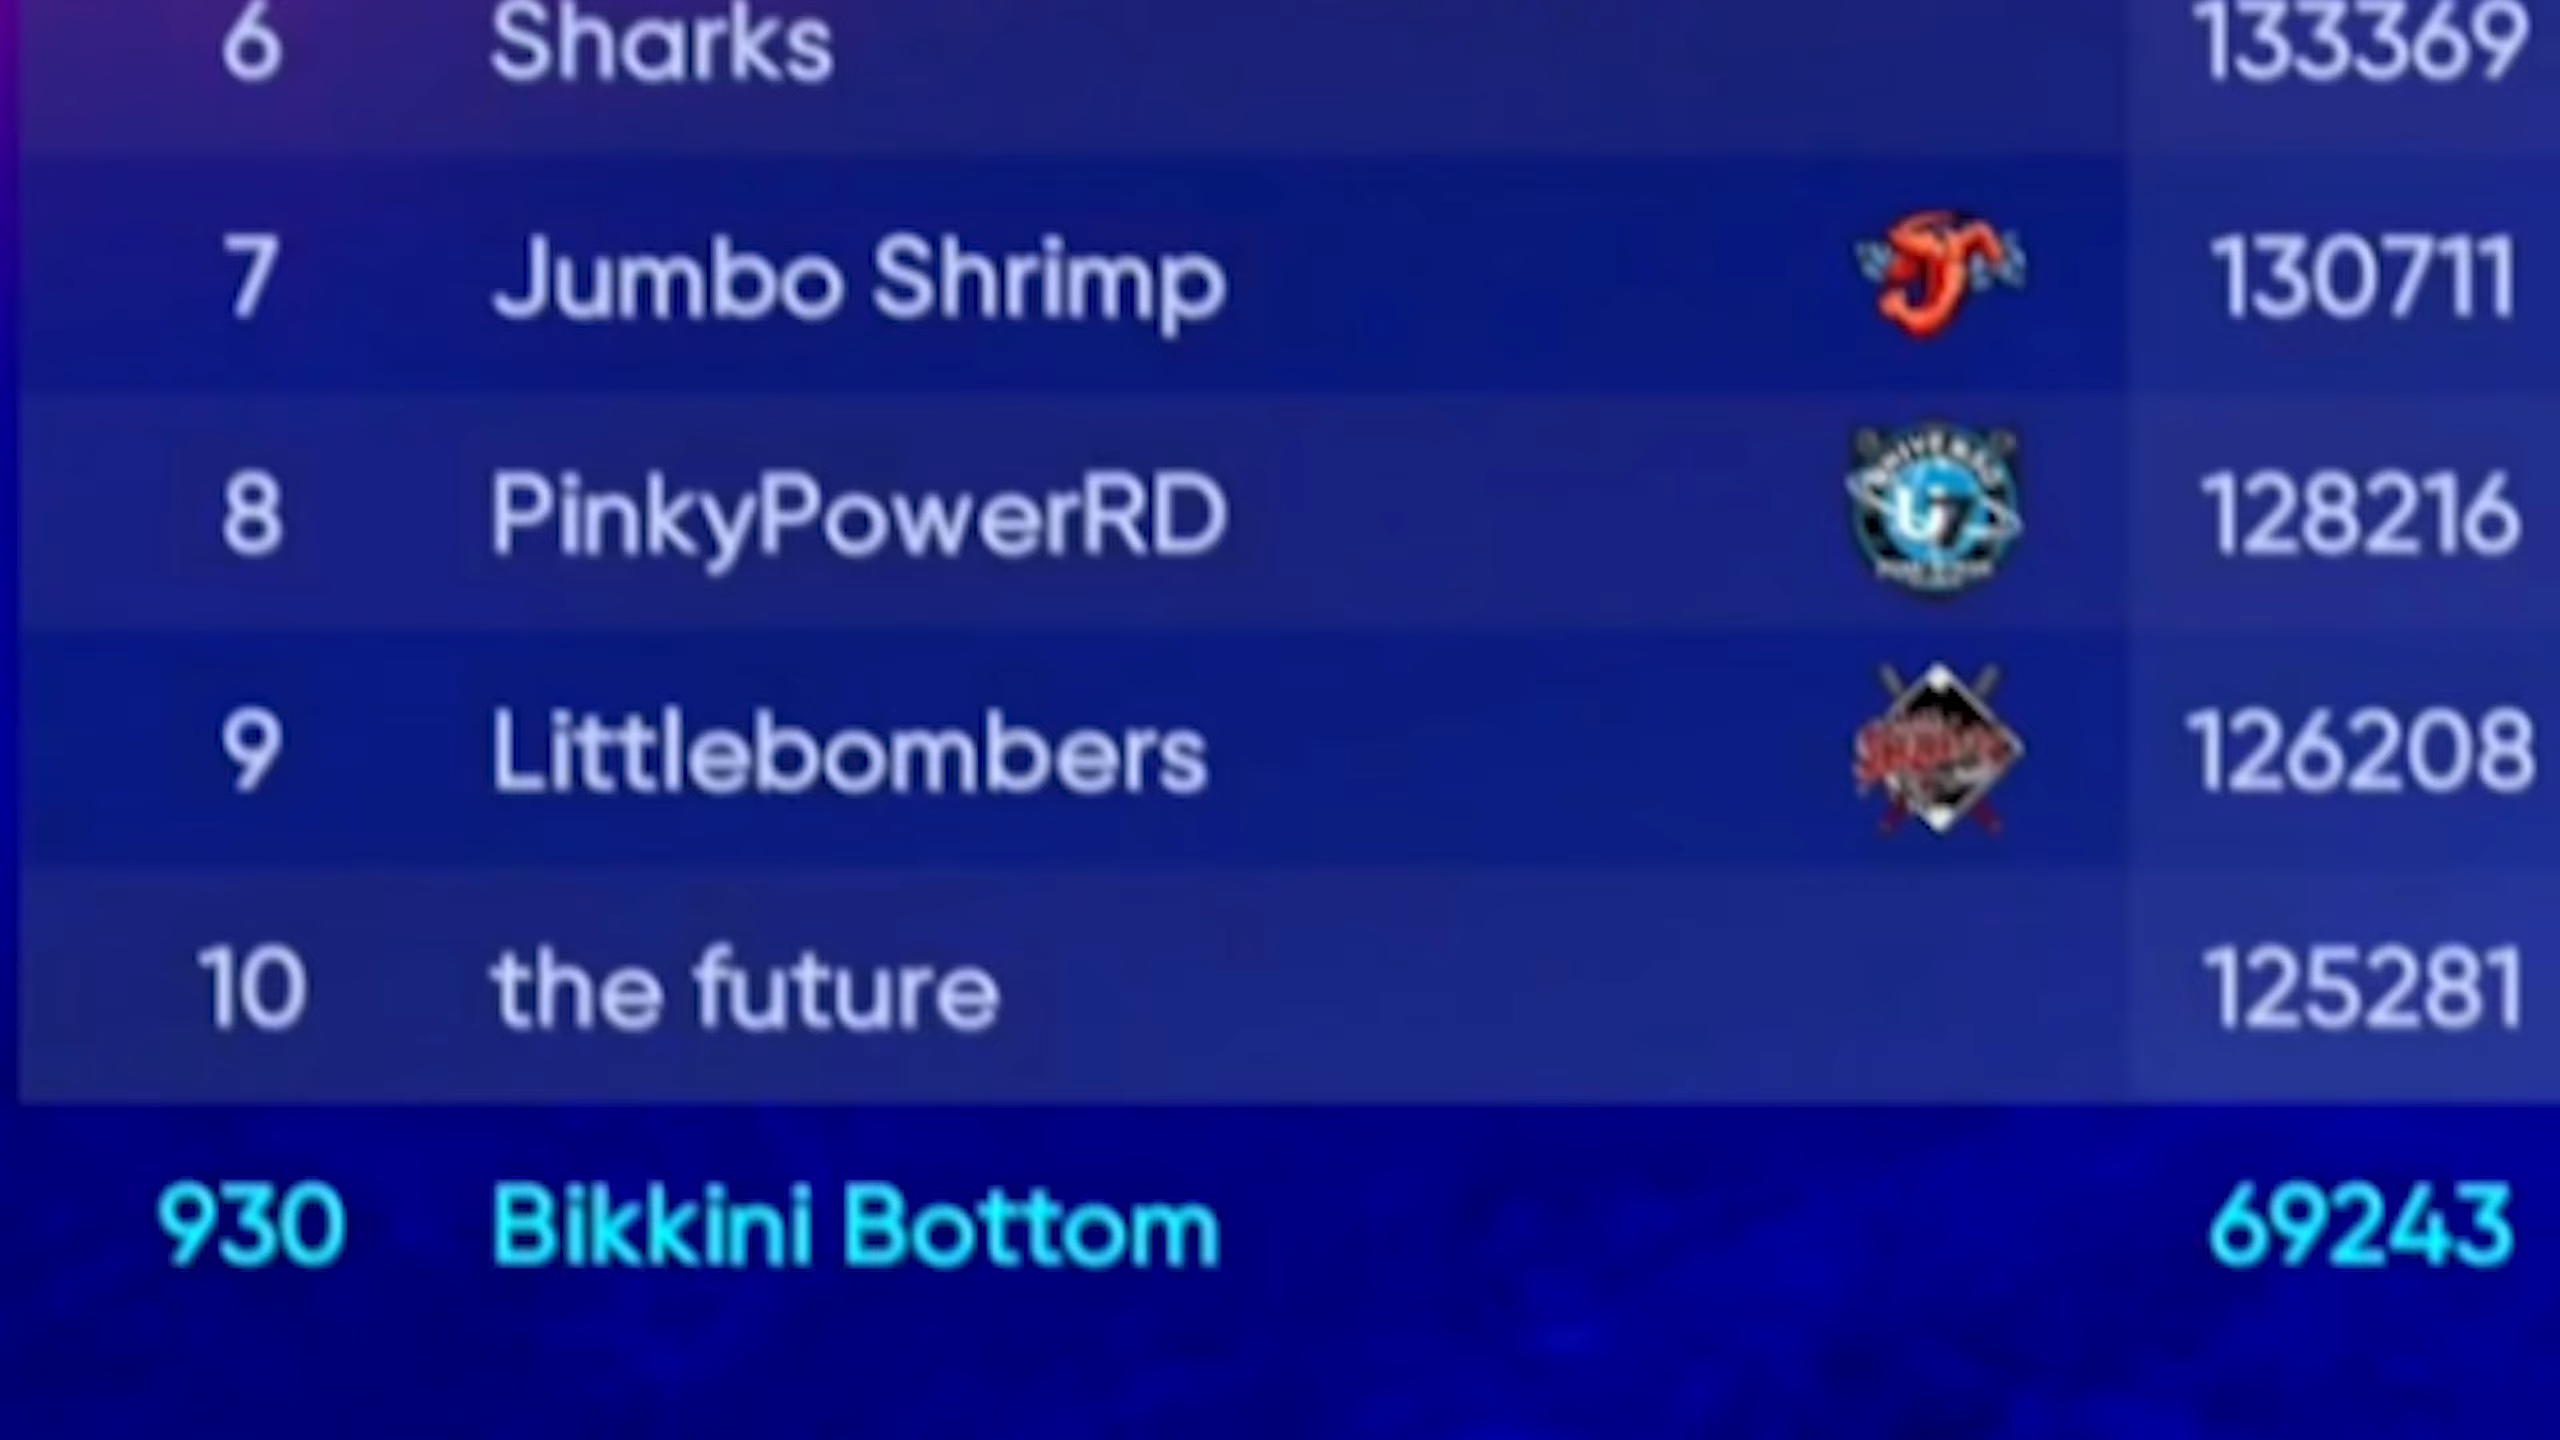 6 Sharks 133369
7 Jumbo Shrimp 130711
8 PinkyPowerRD 128216
9 Littlebombers 126208
10 the future 125281
930 Bikkini Bottom 69243